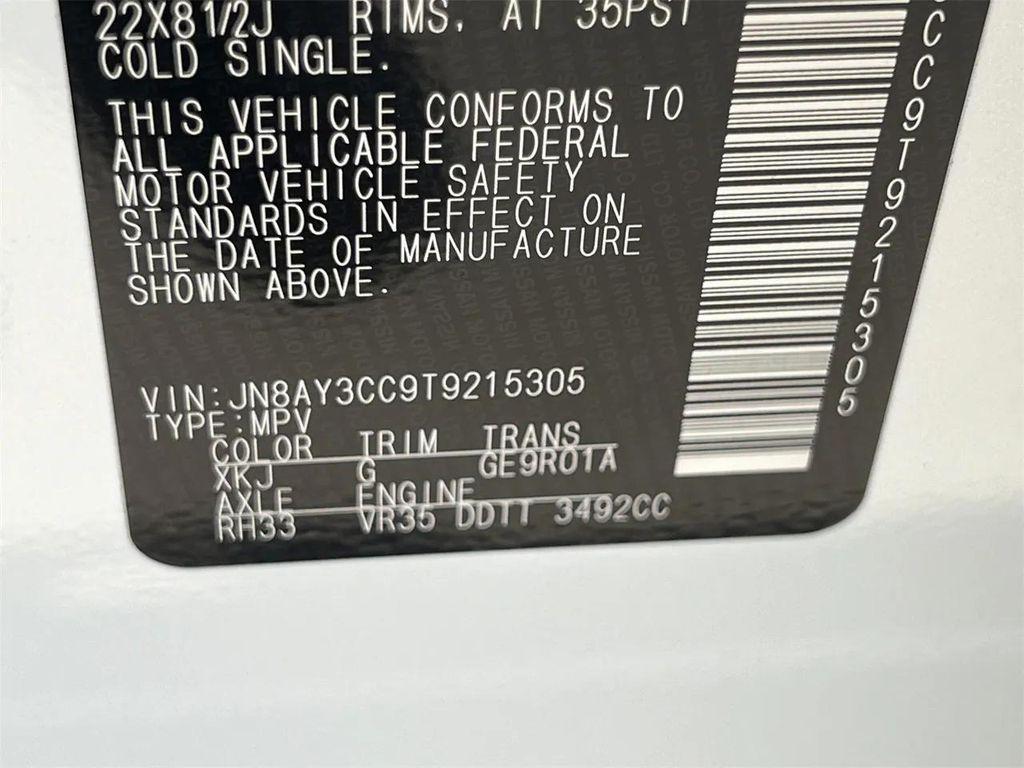 22X81/2J RIMS, AT 35PSI
COLD SINGLE.
THIS VEHICLE CONFORMS TO
ALL APPLICABLE FEDERAL
MOTOR VEHICLE SAFETY
STANDARDS IN EFFECT ON
THE DATE OF MANUFACTURE
SHOWN ABOVE.
VIN:JN8AY3CC9T9215305
TYPE:MPV
COLOR TRIM TRANS
XKJ G GE9R01A
AXLE ENGINE
RH33 VR35 DDTT 3492CC
CC9T9215305